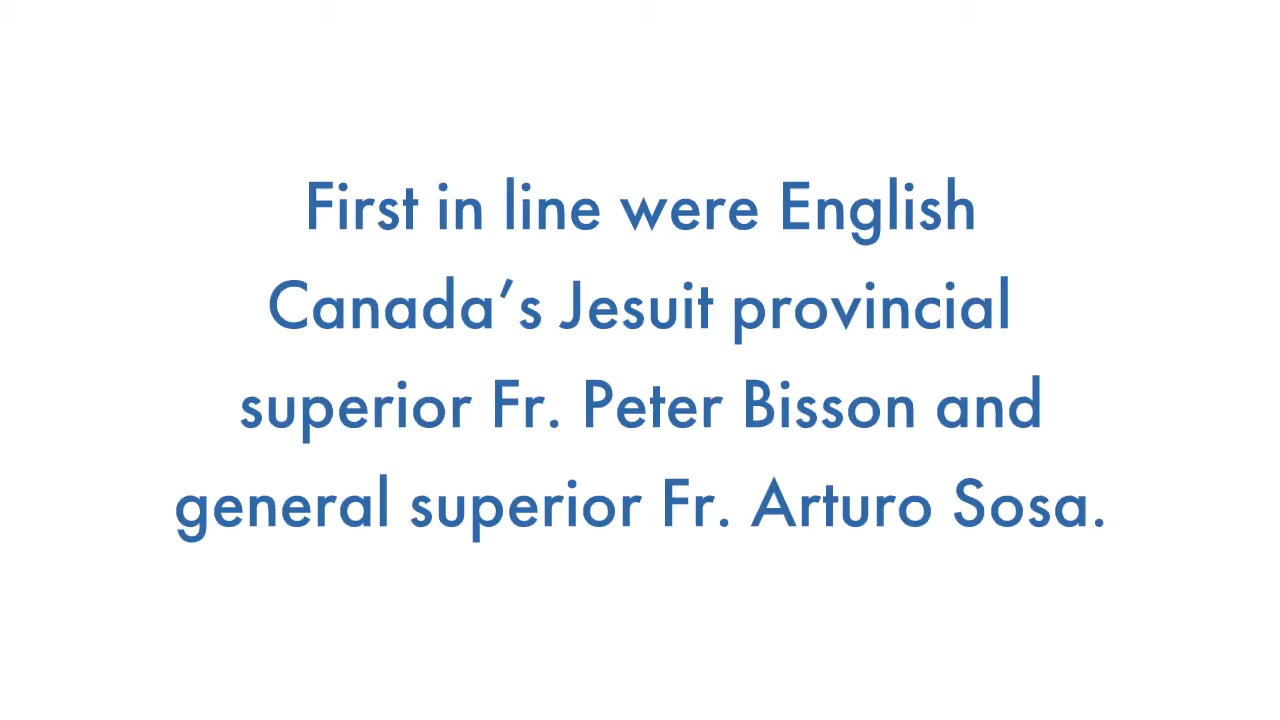 First in line were English
Canada’s Jesuit provincial
superior Fr. Peter Bisson and
general superior Fr. Arturo Sosa.